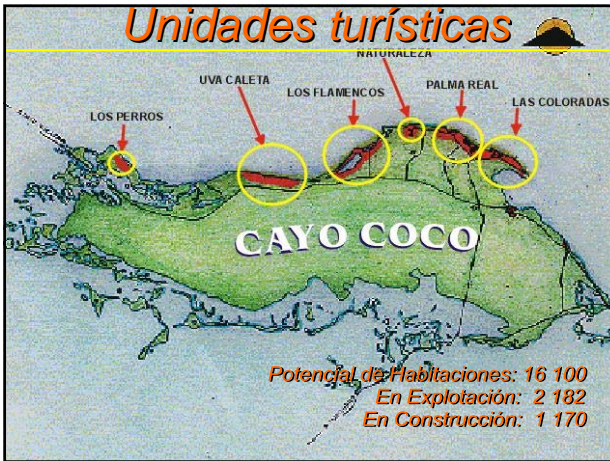 Unidades turísticas
NATURALEZA
UVA CALETA
LOS FLAMENCOS
PALMA REAL
LAS COLORADAS
LOS PERROS
CAYO COCO
Potencial de Habitaciones: 16 100
En Explotación: 2 182
En Construcción: 1 170